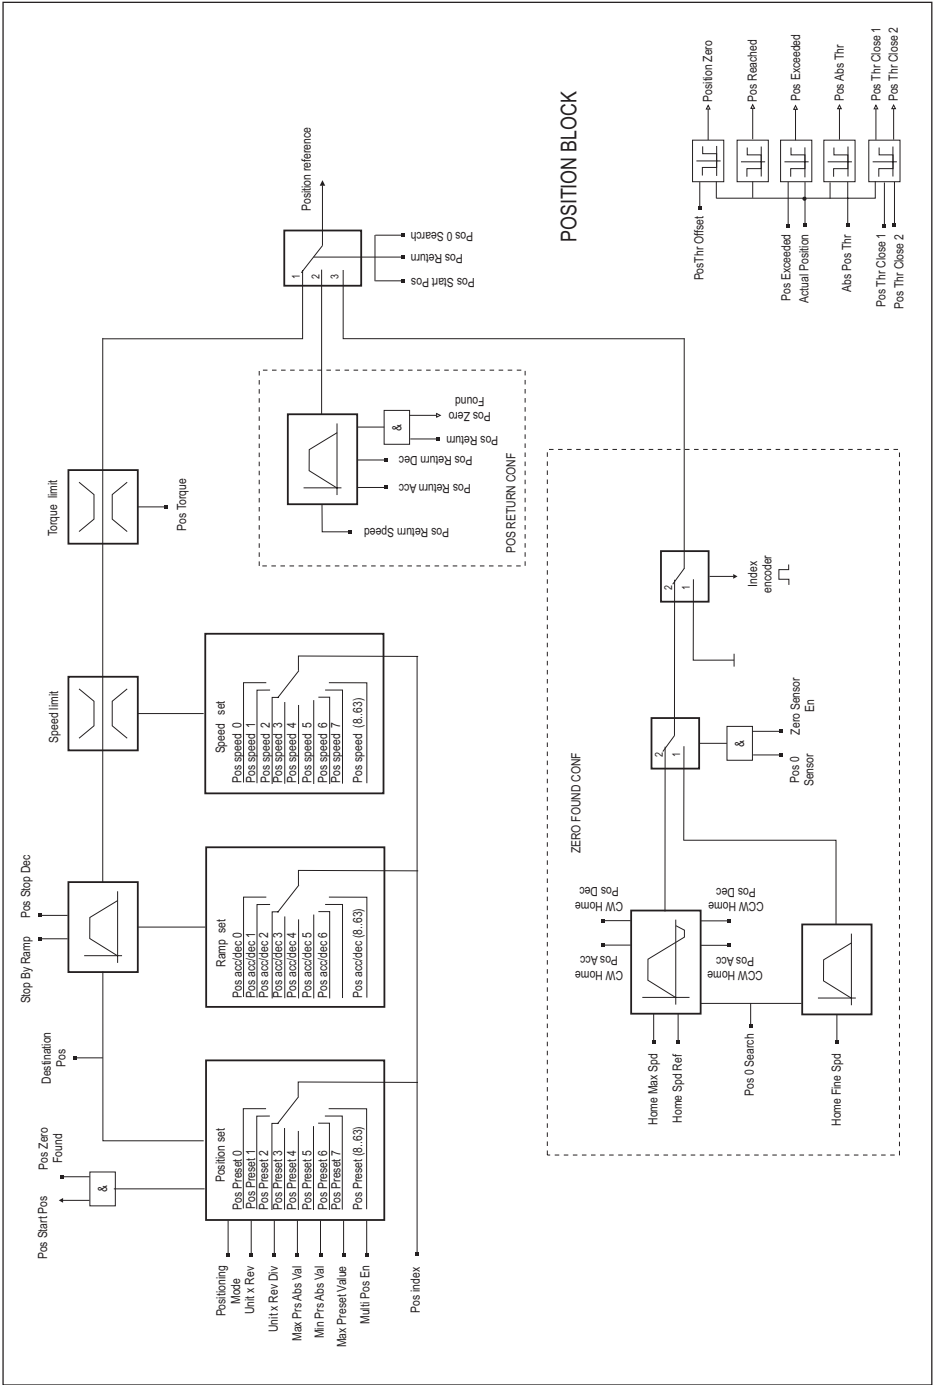 POSITION BLOCK
Pos Start Pos
Pos Zero
Found
&
Destination
Pos
Stop By Ramp
Pos Stop Dec
Speed limit
Torque limit
Pos Torque
Position set
Pos Preset 0
Pos Preset 1
Pos Preset 2
Pos Preset 3
Pos Preset 4
Pos Preset 5
Pos Preset 6
Pos Preset 7
Pos Preset (8..63)
Positioning
Mode
Unit x Rev
Unit x Rev Div
Max Prs Abs Val
Min Prs Abs Val
Max Preset Value
Multi Pos En
Pos index
Ramp set
Pos acc/dec 0
Pos acc/dec 1
Pos acc/dec 2
Pos acc/dec 3
Pos acc/dec 4
Pos acc/dec 5
Pos acc/dec 6
Pos acc/dec (8..63)
Speed set
Pos speed 0
Pos speed 1
Pos speed 2
Pos speed 3
Pos speed 4
Pos speed 5
Pos speed 6
Pos speed 7
Pos speed (8..63)
Position reference
1
2
3
Pos 0 Search
Pos Return
Pos Start Pos
Pos Zero
Found
&
Pos Return
Pos Return Dec
Pos Return Acc
Pos Return Speed
POS RETURN CONF
ZERO FOUND CONF
CW Home
Pos Dec
CW Home
Pos Acc
CCW Home
Pos Dec
CCW Home
Pos Acc
Home Max Spd
Home Spd Ref
Pos 0 Search
Home Fine Spd
2
1
&
Pos 0
Sensor
Zero Sensor
En
2
1
Index
encoder
PosThr Offset
Position Zero
Pos Reached
Pos Exceeded
Actual Position
Pos Exceeded
Abs Pos Thr
Pos Abs Thr
Pos Thr Close 1
Pos Thr Close 2
Pos Thr Close 1
Pos Thr Close 2